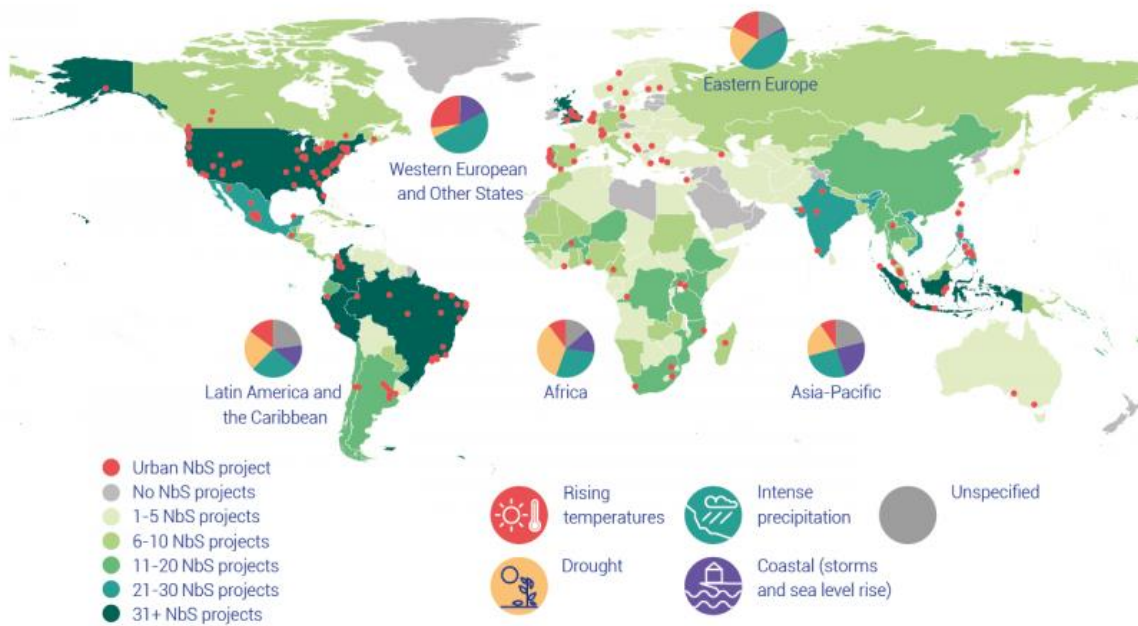 Eastern Europe
Western European
and Other States
Latin America and
the Caribbean
Africa
Asia-Pacific
Urban NbS project
No NbS projects
1-5 NbS projects
6-10 NbS projects
11-20 NbS projects
21-30 NbS projects
31+ NbS projects
Rising
temperatures
Intense
precipitation
Unspecified
Drought
Coastal (storms
and sea level rise)